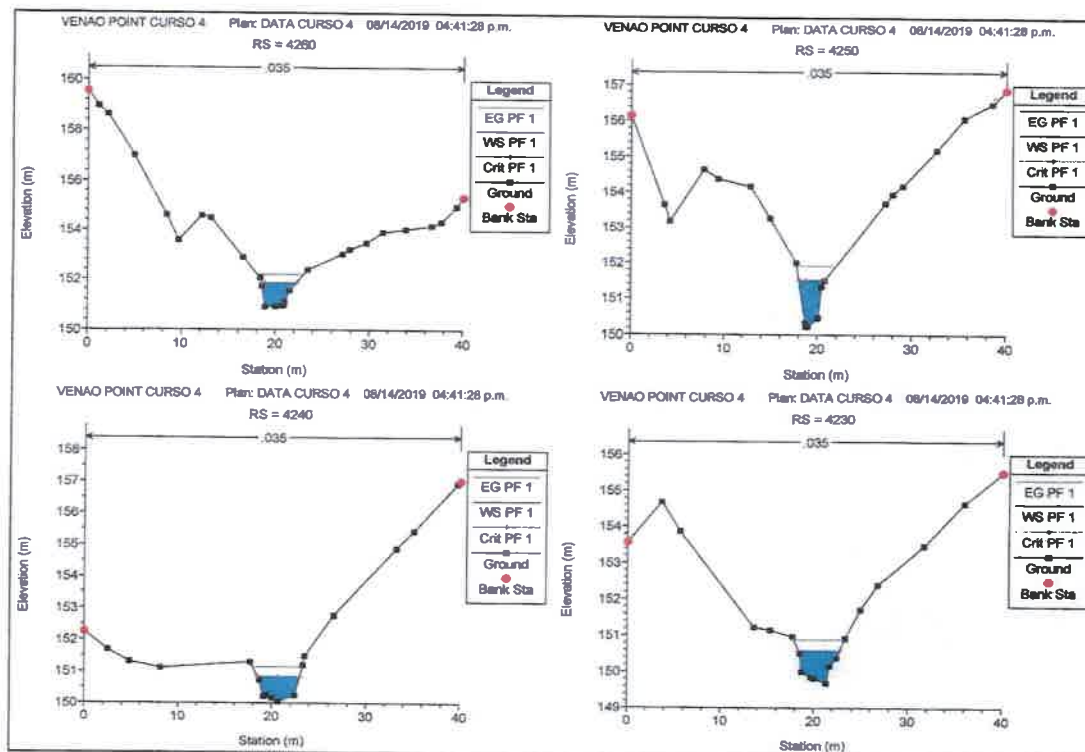 VENAO POINT CURSO 4 Plan: DATA CURSO 4 08/14/2019 04:41:28 p.m.
RS = 4260
.035
160
158
156
154
152
150
Elevation (m)
0 10 20 30 40
Station (m)
Legend
EG PF 1
WS PF 1
Crit PF 1
Ground
Bank Sta
VENAO POINT CURSO 4 Plan: DATA CURSO 4 08/14/2019 04:41:28 p.m.
RS = 4250
.035
157
156
155
154
153
152
151
150
Elevation (m)
0 10 20 30 40
Station (m)
Legend
EG PF 1
WS PF 1
Crit PF 1
Ground
Bank Sta
VENAO POINT CURSO 4 Plan: DATA CURSO 4 08/14/2019 04:41:28 p.m.
RS = 4240
.035
158
157
156
155
154
153
152
151
150
Elevation (m)
0 10 20 30 40
Station (m)
Legend
EG PF 1
WS PF 1
Crit PF 1
Ground
Bank Sta
VENAO POINT CURSO 4 Plan: DATA CURSO 4 08/14/2019 04:41:28 p.m.
RS = 4230
.035
156
155
154
153
152
151
150
149
Elevation (m)
0 10 20 30 40
Station (m)
Legend
EG PF 1
WS PF 1
Crit PF 1
Ground
Bank Sta